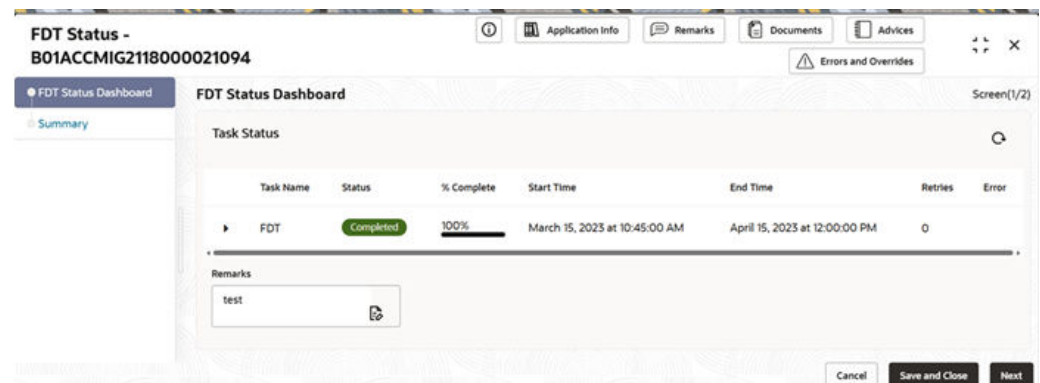 FDT Status -
B01ACCMIG2118000021094
Application Info
Remarks
Documents
Advices
Errors and Overrides
FDT Status Dashboard
Summary
FDT Status Dashboard
Screen(1/2)
Task Status
Task Name Status % Complete Start Time End Time Retries Error
FDT Completed 100% March 15, 2023 at 10:45:00 AM April 15, 2023 at 12:00:00 PM 0
Remarks
test
Cancel Save and Close Next